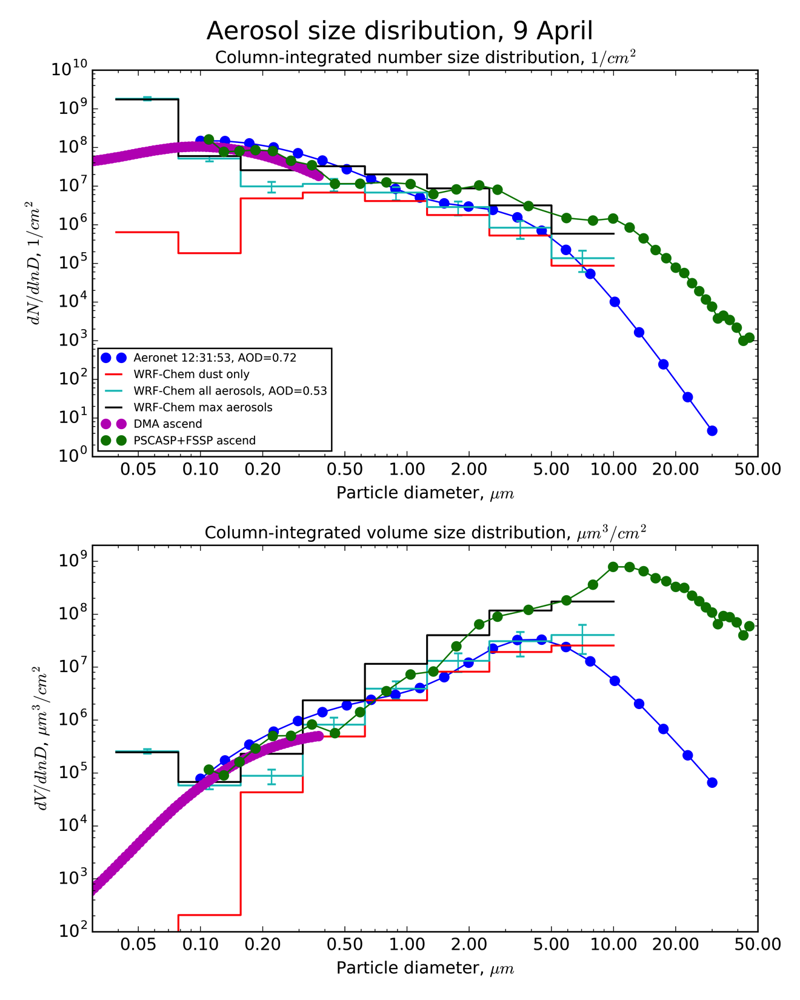 Aerosol size disribution, 9 April
Column-integrated number size distribution, 1/cm²
10¹⁰
10⁹
10⁸
10⁷
10⁶
10⁵
10⁴
10³
10²
10¹
10⁰
dN/dlnD, 1/cm²
Aeronet 12:31:53, AOD=0.72
WRF-Chem dust only
WRF-Chem all aerosols, AOD=0.53
WRF-Chem max aerosols
DMA ascend
PSCASP+FSSP ascend
0.05 0.10 0.20 0.50 1.00 2.00 5.00 10.00 20.00 50.00
Particle diameter, μm
Column-integrated volume size distribution, μm³/cm²
10⁹
10⁸
10⁷
10⁶
10⁵
10⁴
10³
10²
dV/dlnD, μm³/cm²
0.05 0.10 0.20 0.50 1.00 2.00 5.00 10.00 20.00 50.00
Particle diameter, μm